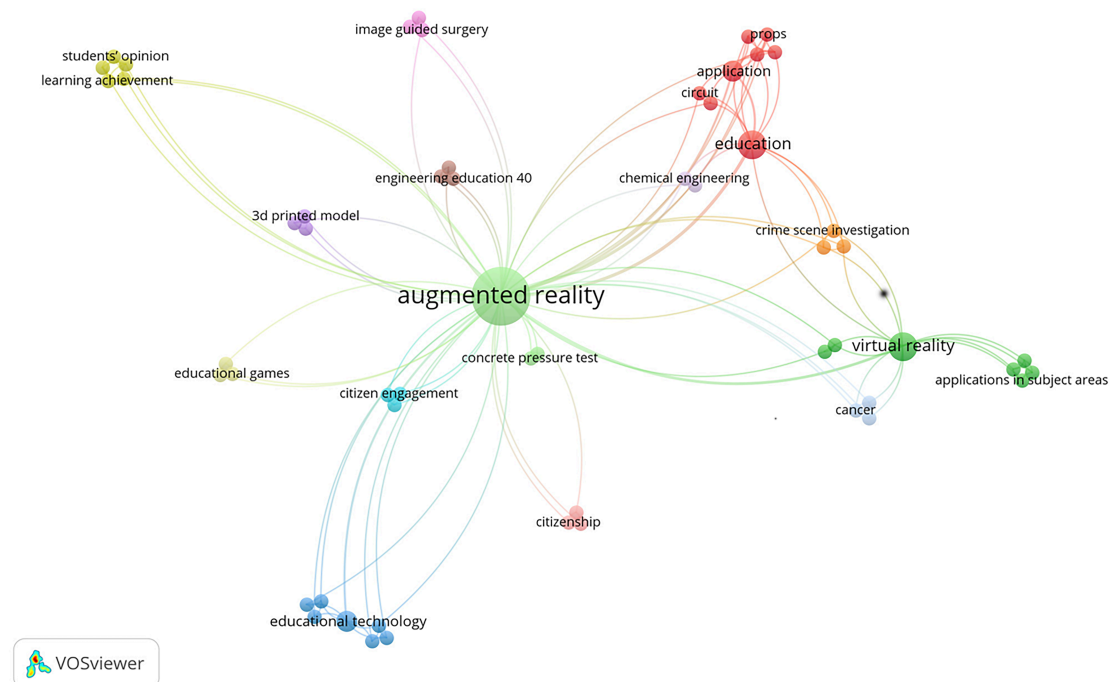 image guided surgery
props
students' opinion
application
learning achievement
circuit
education
engineering education 40
chemical engineering
3d printed model
crime scene investigation
augmented reality
virtual reality
concrete pressure test
educational games
applications in subject areas
citizen engagement
cancer
citizenship
educational technology
VOSviewer